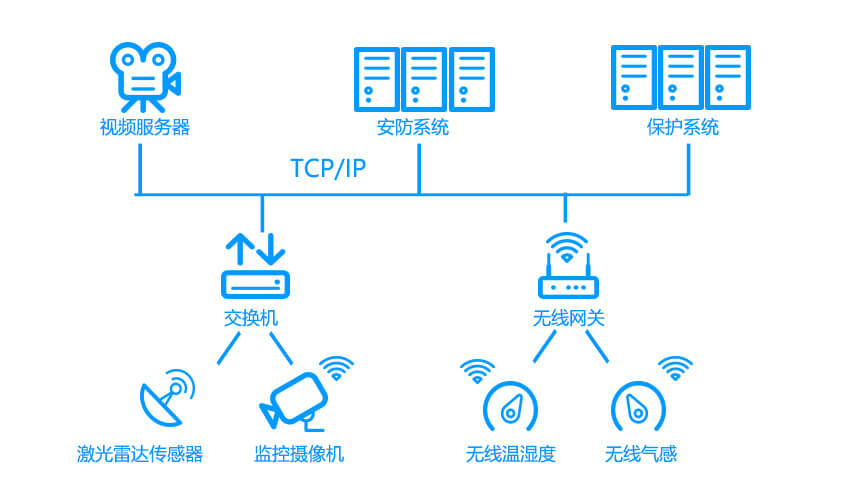 视频服务器
安防系统
保护系统
TCP/IP
交换机
无线网关
激光雷达传感器
监控摄像机
无线温湿度
无线气感